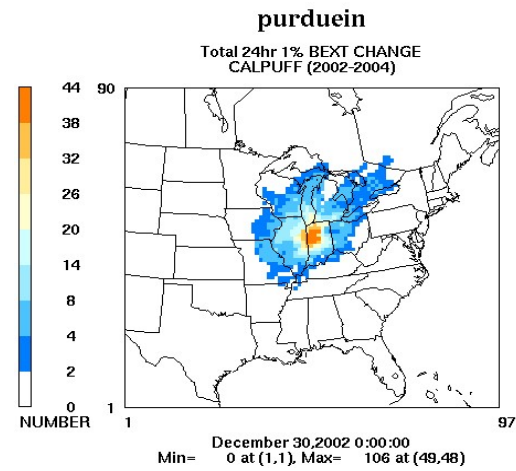 purduein
Total 24hr 1% BEXT CHANGE
CALPUFF (2002-2004)
44
38
32
26
20
14
8
4
2
0
NUMBER
90
1
1
97
December 30,2002 0:00:00
Min= 0 at (1,1), Max= 106 at (49,48)